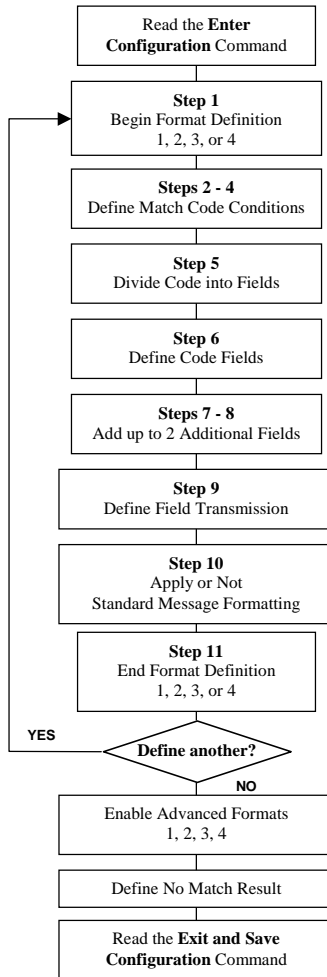 Read the Enter
Configuration Command
Step 1
Begin Format Definition
1, 2, 3, or 4
Steps 2 - 4
Define Match Code Conditions
Step 5
Divide Code into Fields
Step 6
Define Code Fields
Steps 7 - 8
Add up to 2 Additional Fields
Step 9
Define Field Transmission
Step 10
Apply or Not
Standard Message Formatting
Step 11
End Format Definition
1, 2, 3, or 4
YES
Define another?
NO
Enable Advanced Formats
1, 2, 3, 4
Define No Match Result
Read the Exit and Save
Configuration Command